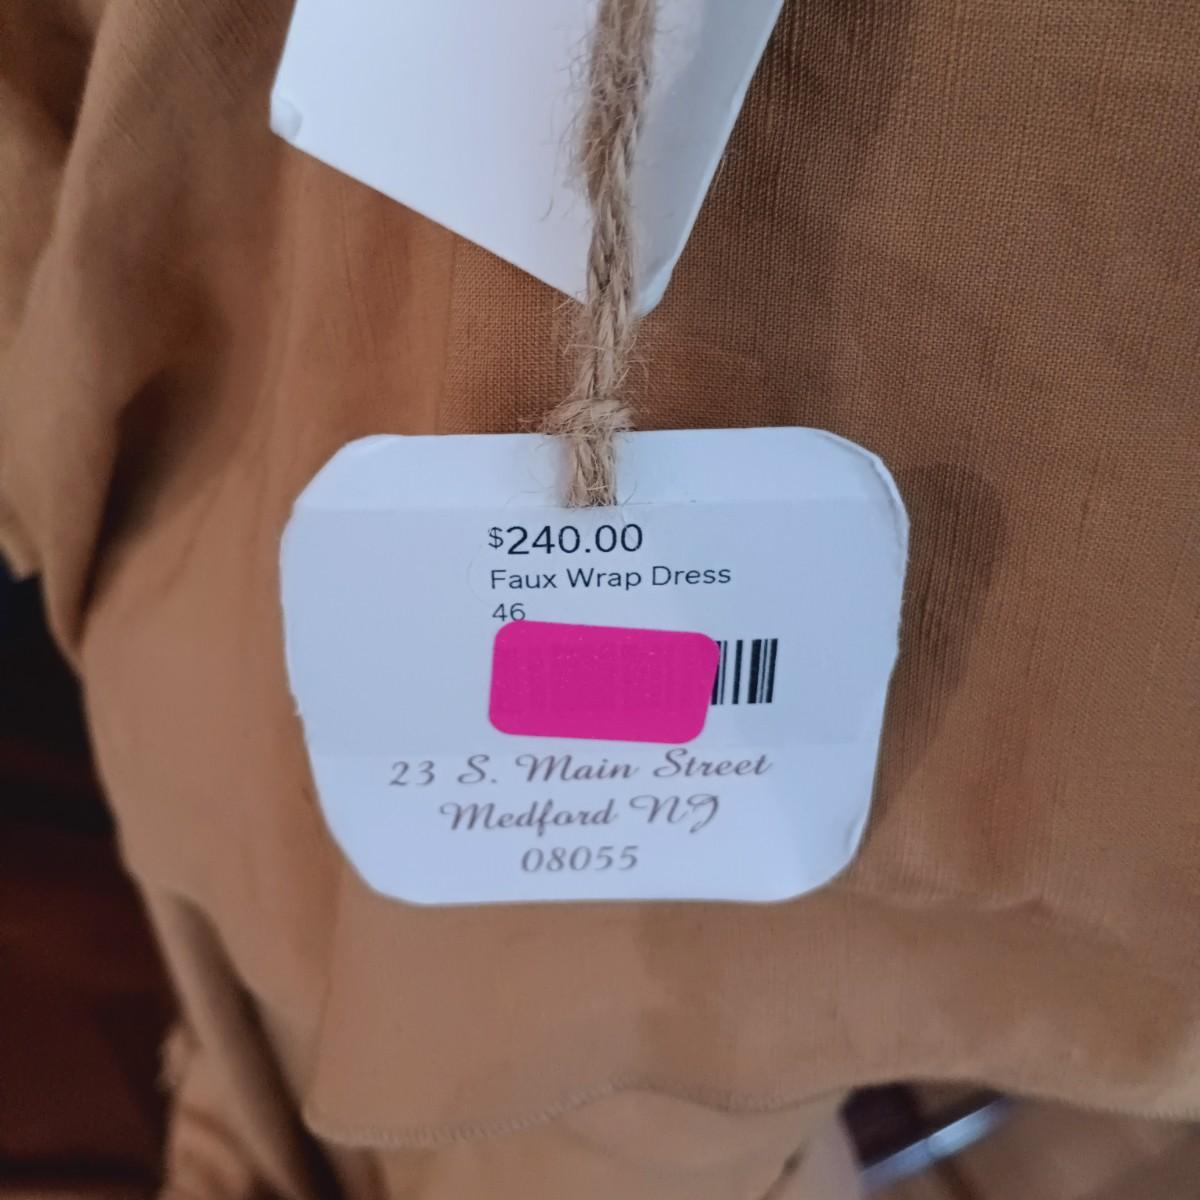 $240.00
Faux Wrap Dress
46
23 S. Main Street
Medford NJ
08055